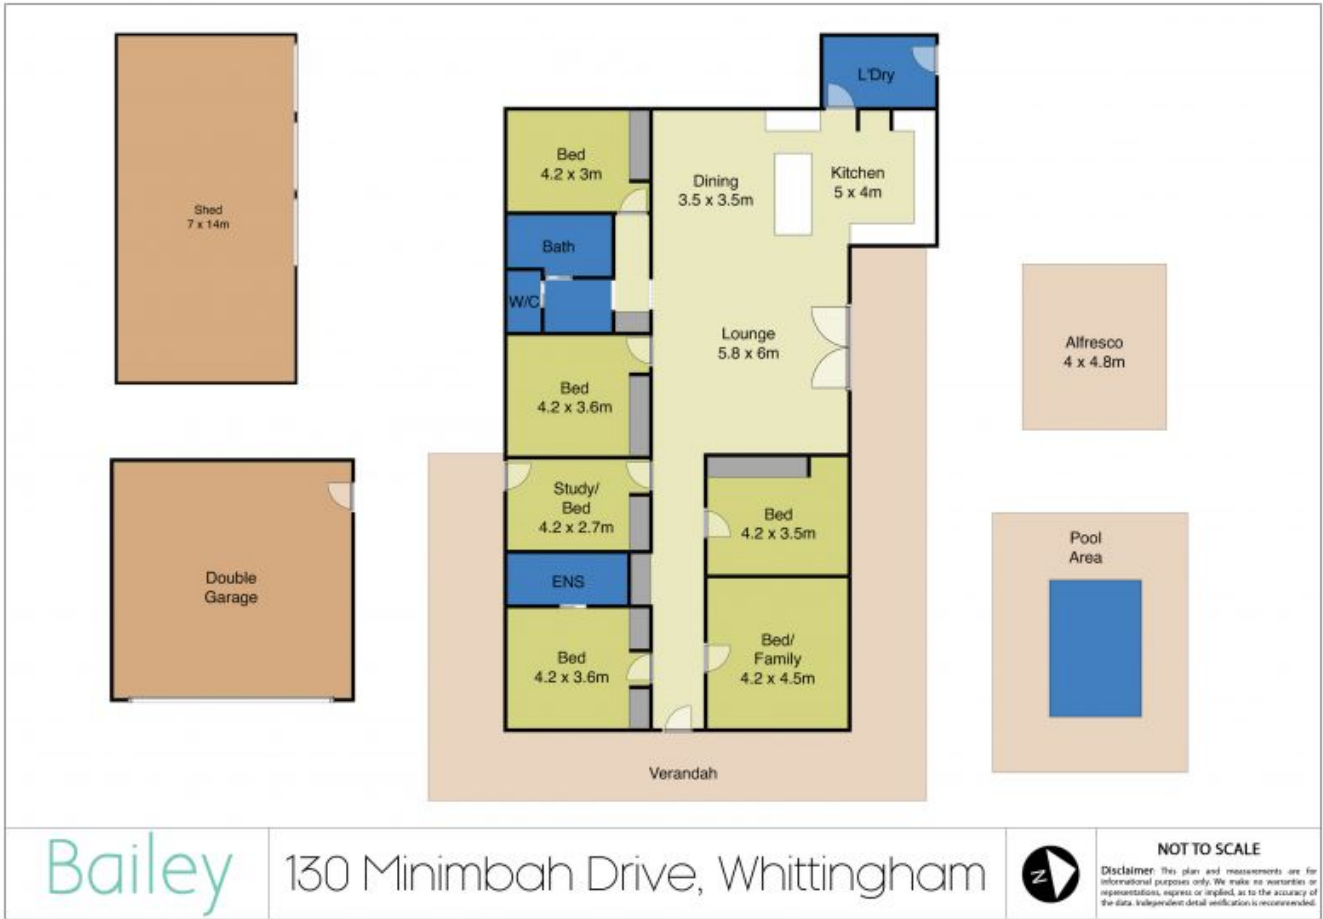 L'Dry
Bed
4.2 x 3m
Dining
3.5 x 3.5m
Kitchen
5 x 4m
Shed
7 x 14m
Bath
W/C
Lounge
5.8 x 6m
Alfresco
4 x 4.8m
Bed
4.2 x 3.6m
Study/
Bed
4.2 x 2.7m
Bed
4.2 x 3.5m
Pool
Area
Double
Garage
ENS
Bed
4.2 x 3.6m
Bed/
Family
4.2 x 4.5m
Verandah
Bailey
130 Minimbah Drive, Whittingham
N
NOT TO SCALE
Disclaimer: This plan and measurements are for
informational purposes only. We make no warranties or
representations, express or implied, as to the accuracy of
the data. Independent detail verification is recommended.